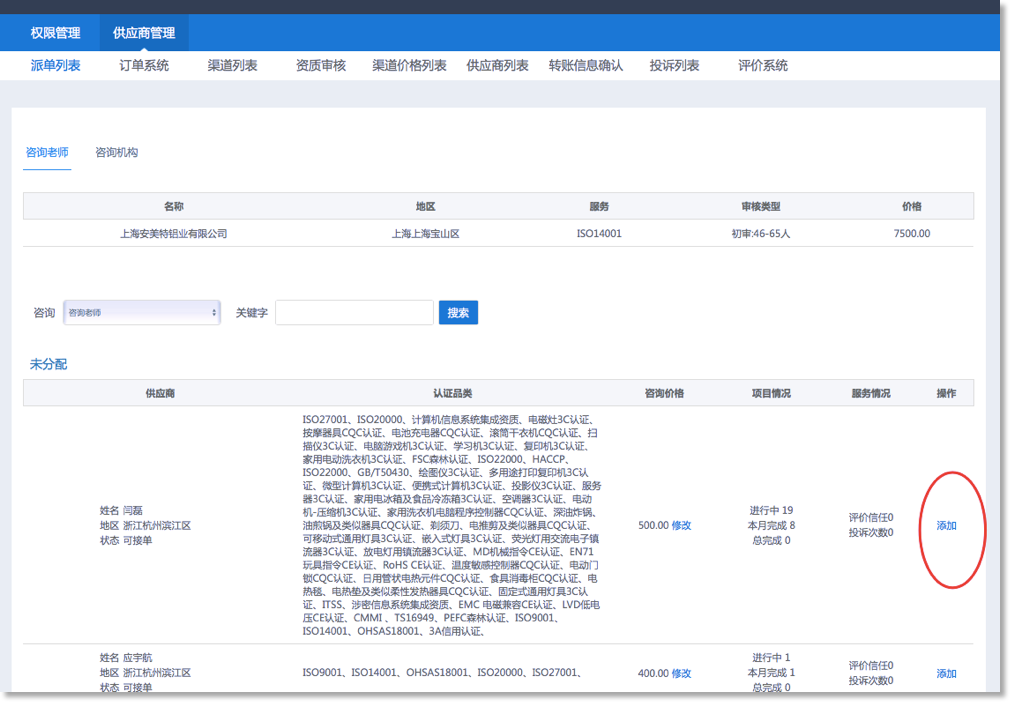 权限管理 供应商管理
派单列表 订单系统 渠道列表 资质审核 渠道价格列表 供应商列表 转账信息确认 投诉列表 评价系统
咨询老师 咨询机构
名称 地区 服务 审核类型 价格
上海安美特铝业有限公司 上海上海宝山区 ISO14001 初审:46-65人 7500.00
咨询 咨询老师 关键字 搜索
未分配
供应商 认证品类 咨询价格 项目情况 服务情况 操作
ISO27001、ISO20000、计算机信息系统集成资质、电磁灶3C认证、
按摩器具CQC认证、电池充电器CQC认证、滚筒干衣机CQC认证、扫
描仪3C认证、电脑游戏机3C认证、学习机3C认证、复印机3C认证、
家用电动洗衣机3C认证、FSC森林认证、ISO22000、HACCP、
ISO22000、GB/T50430、绘图仪3C认证、多用途打印复印机3C认
证、微型计算机3C认证、便携式计算机3C认证、投影仪3C认证、服务
器3C认证、家用电冰箱及食品冷冻箱3C认证、空调器3C认证、电动
机-压缩机3C认证、家用洗衣机电脑程序控制器CQC认证、深油炸锅、
油煎锅及类似器具CQC认证、剃须刀、电推剪及类似器具CQC认证、
可移动式通用灯具3C认证、嵌入式灯具3C认证、荧光灯用交流电子镇
流器3C认证、放电灯用镇流器3C认证、MD机械指令CE认证、EN71
玩具指令CE认证、RoHS CE认证、温度敏感控制器CQC认证、电动门
锁CQC认证、日用管状电热元件CQC认证、食具消毒柜CQC认证、电
热毯、电热垫及类似柔性发热器具CQC认证、固定式通用灯具3C认
证、ITSS、涉密信息系统集成资质、EMC 电磁兼容CE认证、LVD低电
压CE认证、CMMI 、TS16949、PEFC森林认证、ISO9001、
ISO14001、OHSAS18001、3A信用认证、
姓名 闫磊
地区 浙江杭州滨江区
状态 可接单
500.00 修改
进行中 19
本月完成 8
总完成 0
评价信任0
投诉次数0
添加
姓名 应宇航
地区 浙江杭州滨江区
状态 可接单
ISO9001、ISO14001、OHSAS18001、ISO20000、ISO27001、
400.00 修改
进行中 1
本月完成 1
总完成 0
评价信任0
投诉次数0
添加